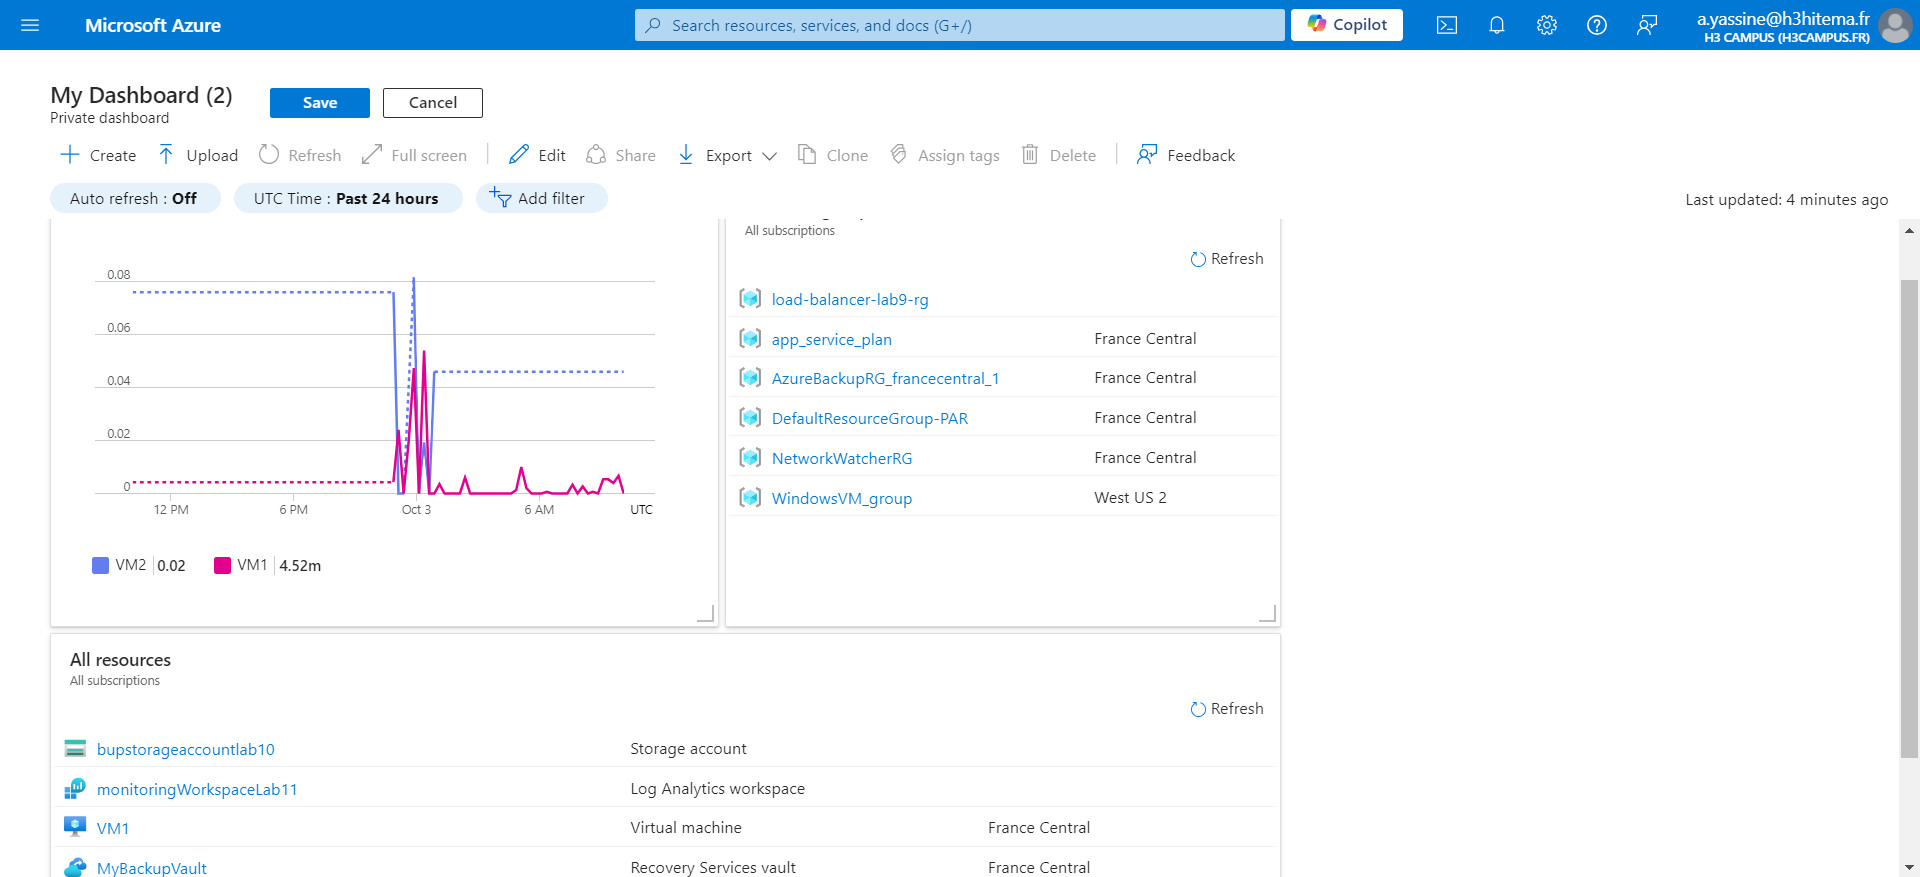 Microsoft Azure
Search resources, services, and docs (G+/)
Copilot
a.yassine@h3hitema.fr
H3 CAMPUS (H3CAMPUS.FR)
My Dashboard (2)
Private dashboard
Save
Cancel
Create
Upload
Refresh
Full screen
Edit
Share
Export
Clone
Assign tags
Delete
Feedback
Auto refresh : Off
UTC Time : Past 24 hours
Add filter
Last updated: 4 minutes ago
0.08
0.06
0.04
0.02
0
12 PM
6 PM
Oct 3
6 AM
UTC
VM2 0.02
VM1 4.52m
All subscriptions
Refresh
load-balancer-lab9-rg
app_service_plan France Central
AzureBackupRG_francecentral_1 France Central
DefaultResourceGroup-PAR France Central
NetworkWatcherRG France Central
WindowsVM_group West US 2
All resources
All subscriptions
Refresh
bupstorageaccountlab10 Storage account
monitoringWorkspaceLab11 Log Analytics workspace
VM1 Virtual machine France Central
MyBackupVault Recovery Services vault France Central